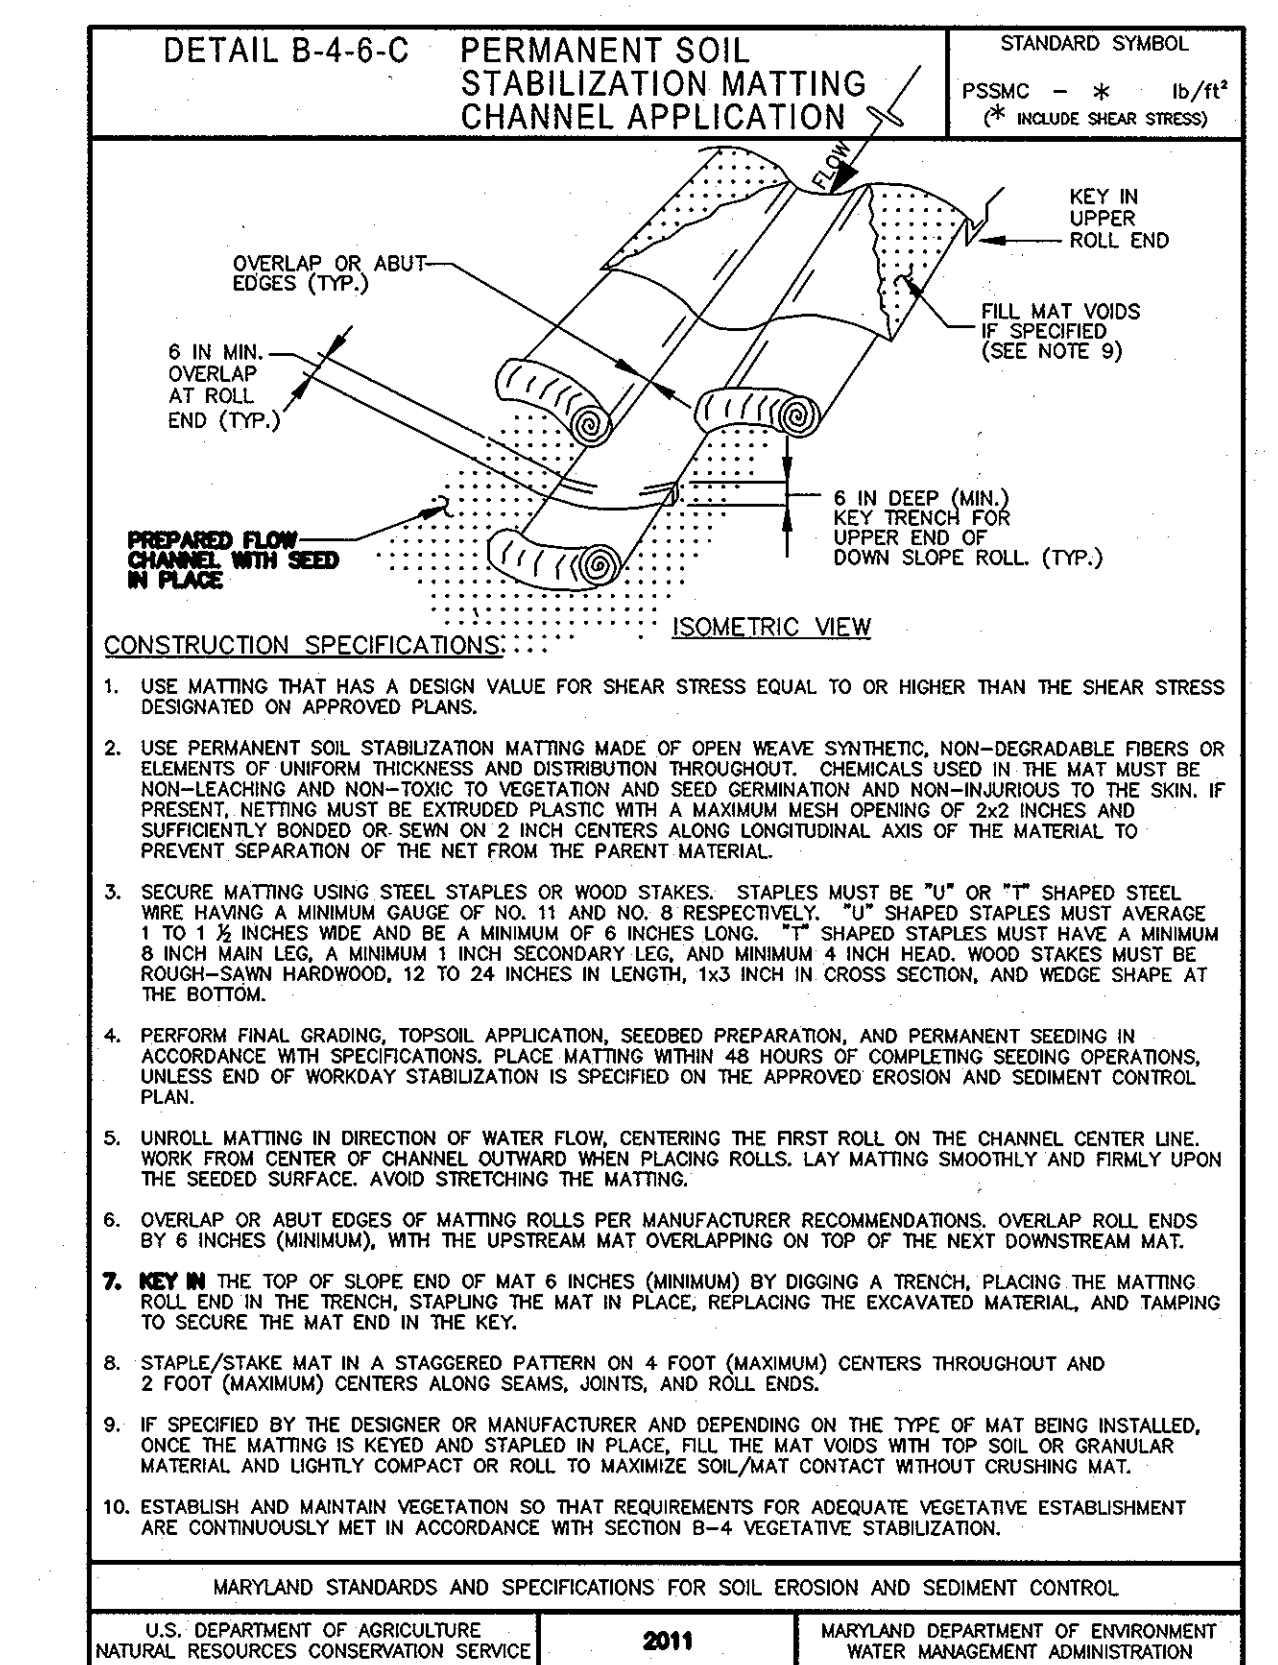 DETAIL B-4-6-C PERMANENT SOIL
STABILIZATION MATTING
CHANNEL APPLICATION
STANDARD SYMBOL
PSSMC - * lb/ft²
(* INCLUDE SHEAR STRESS)
FLOW
KEY IN
UPPER
ROLL END
OVERLAP OR ABUT
EDGES (TYP.)
FILL MAT VOIDS
IF SPECIFIED
(SEE NOTE 9)
6 IN MIN.
OVERLAP
AT ROLL
END (TYP.)
6 IN DEEP (MIN.)
KEY TRENCH FOR
UPPER END OF
DOWN SLOPE ROLL. (TYP.)
PREPARED FLOW
CHANNEL WITH SEED
IN PLACE
ISOMETRIC VIEW
CONSTRUCTION SPECIFICATIONS:
1. USE MATTING THAT HAS A DESIGN VALUE FOR SHEAR STRESS EQUAL TO OR HIGHER THAN THE SHEAR STRESS
DESIGNATED ON APPROVED PLANS.
2. USE PERMANENT SOIL STABILIZATION MATTING MADE OF OPEN WEAVE SYNTHETIC, NON-DEGRADABLE FIBERS OR
ELEMENTS OF UNIFORM THICKNESS AND DISTRIBUTION THROUGHOUT. CHEMICALS USED IN THE MAT MUST BE
NON-LEACHING AND NON-TOXIC TO VEGETATION AND SEED GERMINATION AND NON-INJURIOUS TO THE SKIN. IF
PRESENT, NETTING MUST BE EXTRUDED PLASTIC WITH A MAXIMUM MESH OPENING OF 2x2 INCHES AND
SUFFICIENTLY BONDED OR SEWN ON 2 INCH CENTERS ALONG LONGITUDINAL AXIS OF THE MATERIAL TO
PREVENT SEPARATION OF THE NET FROM THE PARENT MATERIAL.
3. SECURE MATTING USING STEEL STAPLES OR WOOD STAKES. STAPLES MUST BE "U" OR "T" SHAPED STEEL
WIRE HAVING A MINIMUM GAUGE OF NO. 11 AND NO. 8 RESPECTIVELY. "U" SHAPED STAPLES MUST AVERAGE
1 TO 1 ½ INCHES WIDE AND BE A MINIMUM OF 6 INCHES LONG. "T" SHAPED STAPLES MUST HAVE A MINIMUM
8 INCH MAIN LEG, A MINIMUM 1 INCH SECONDARY LEG, AND MINIMUM 4 INCH HEAD. WOOD STAKES MUST BE
ROUGH-SAWN HARDWOOD, 12 TO 24 INCHES IN LENGTH, 1x3 INCH IN CROSS SECTION, AND WEDGE SHAPE AT
THE BOTTOM.
4. PERFORM FINAL GRADING, TOPSOIL APPLICATION, SEEDBED PREPARATION, AND PERMANENT SEEDING IN
ACCORDANCE WITH SPECIFICATIONS. PLACE MATTING WITHIN 48 HOURS OF COMPLETING SEEDING OPERATIONS,
UNLESS END OF WORKDAY STABILIZATION IS SPECIFIED ON THE APPROVED EROSION AND SEDIMENT CONTROL
PLAN.
5. UNROLL MATTING IN DIRECTION OF WATER FLOW, CENTERING THE FIRST ROLL ON THE CHANNEL CENTER LINE.
WORK FROM CENTER OF CHANNEL OUTWARD WHEN PLACING ROLLS. LAY MATTING SMOOTHLY AND FIRMLY UPON
THE SEEDED SURFACE. AVOID STRETCHING THE MATTING.
6. OVERLAP OR ABUT EDGES OF MATTING ROLLS PER MANUFACTURER RECOMMENDATIONS. OVERLAP ROLL ENDS
BY 6 INCHES (MINIMUM), WITH THE UPSTREAM MAT OVERLAPPING ON TOP OF THE NEXT DOWNSTREAM MAT.
7. KEY IN THE TOP OF SLOPE END OF MAT 6 INCHES (MINIMUM) BY DIGGING A TRENCH, PLACING THE MATTING
ROLL END IN THE TRENCH, STAPLING THE MAT IN PLACE, REPLACING THE EXCAVATED MATERIAL, AND TAMPING
TO SECURE THE MAT END IN THE KEY.
8. STAPLE/STAKE MAT IN A STAGGERED PATTERN ON 4 FOOT (MAXIMUM) CENTERS THROUGHOUT AND
2 FOOT (MAXIMUM) CENTERS ALONG SEAMS, JOINTS, AND ROLL ENDS.
9. IF SPECIFIED BY THE DESIGNER OR MANUFACTURER AND DEPENDING ON THE TYPE OF MAT BEING INSTALLED,
ONCE THE MATTING IS KEYED AND STAPLED IN PLACE, FILL THE MAT VOIDS WITH TOP SOIL OR GRANULAR
MATERIAL AND LIGHTLY COMPACT OR ROLL TO MAXIMIZE SOIL/MAT CONTACT WITHOUT CRUSHING MAT.
10. ESTABLISH AND MAINTAIN VEGETATION SO THAT REQUIREMENTS FOR ADEQUATE VEGETATIVE ESTABLISHMENT
ARE CONTINUOUSLY MET IN ACCORDANCE WITH SECTION B-4 VEGETATIVE STABILIZATION.
MARYLAND STANDARDS AND SPECIFICATIONS FOR SOIL EROSION AND SEDIMENT CONTROL
U.S. DEPARTMENT OF AGRICULTURE
NATURAL RESOURCES CONSERVATION SERVICE
2011
MARYLAND DEPARTMENT OF ENVIRONMENT
WATER MANAGEMENT ADMINISTRATION